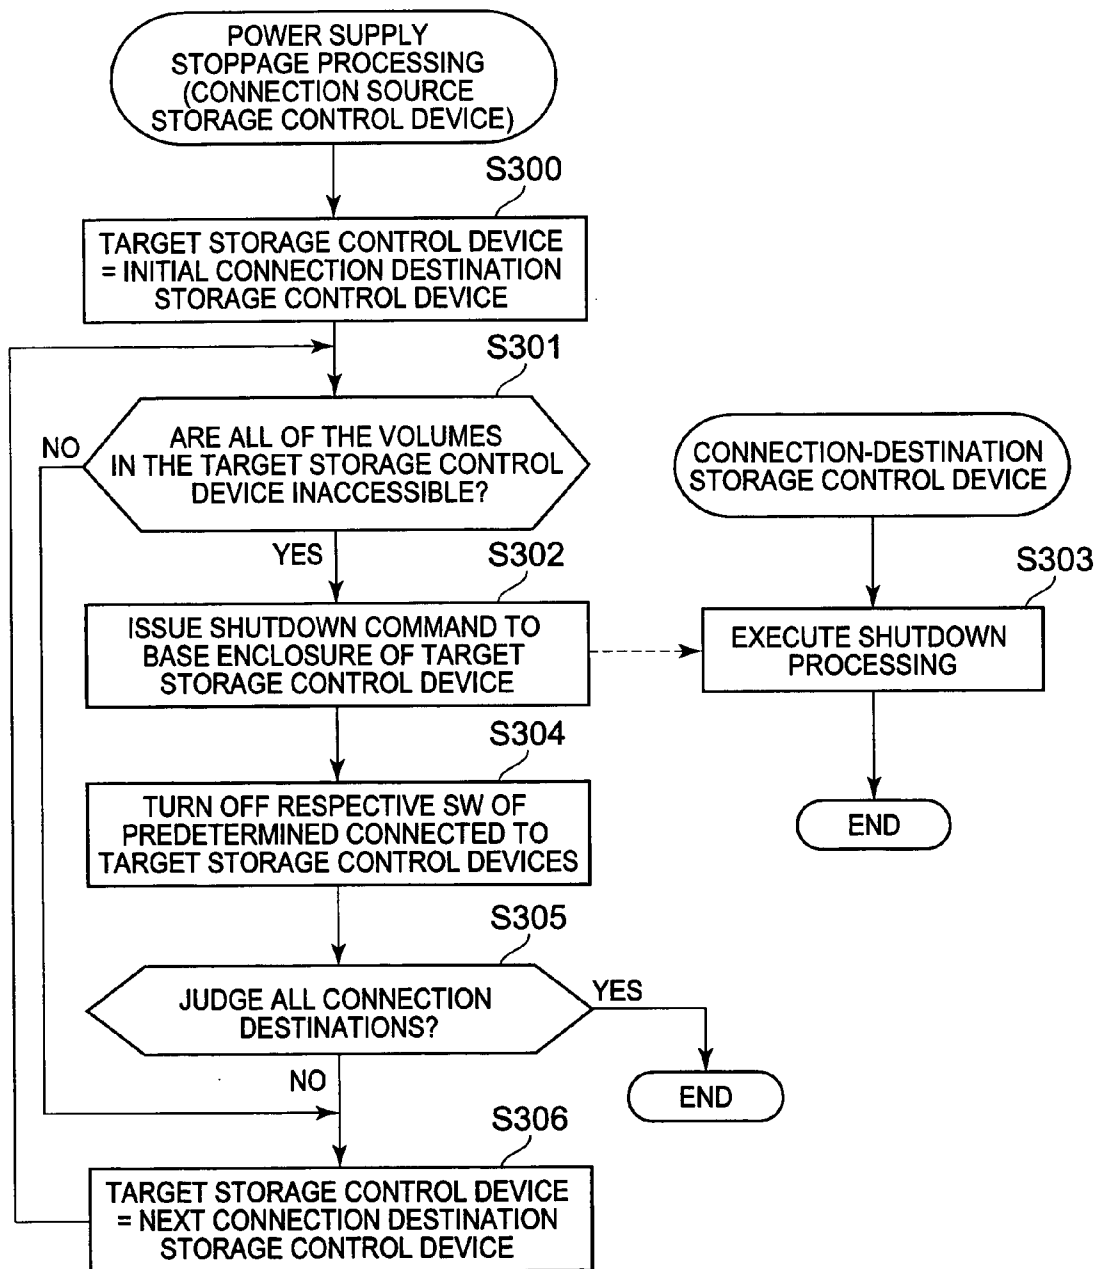 POWER SUPPLY
STOPPAGE PROCESSING
(CONNECTION SOURCE
STORAGE CONTROL DEVICE)
S300
TARGET STORAGE CONTROL DEVICE
= INITIAL CONNECTION DESTINATION
STORAGE CONTROL DEVICE
S301
NO
ARE ALL OF THE VOLUMES
IN THE TARGET STORAGE CONTROL
DEVICE INACCESSIBLE?
YES
CONNECTION-DESTINATION
STORAGE CONTROL DEVICE
S302
ISSUE SHUTDOWN COMMAND TO
BASE ENCLOSURE OF TARGET
STORAGE CONTROL DEVICE
S303
EXECUTE SHUTDOWN
PROCESSING
END
S304
TURN OFF RESPECTIVE SW OF
PREDETERMINED CONNECTED TO
TARGET STORAGE CONTROL DEVICES
S305
JUDGE ALL CONNECTION
DESTINATIONS?
YES
END
NO
S306
TARGET STORAGE CONTROL DEVICE
= NEXT CONNECTION DESTINATION
STORAGE CONTROL DEVICE